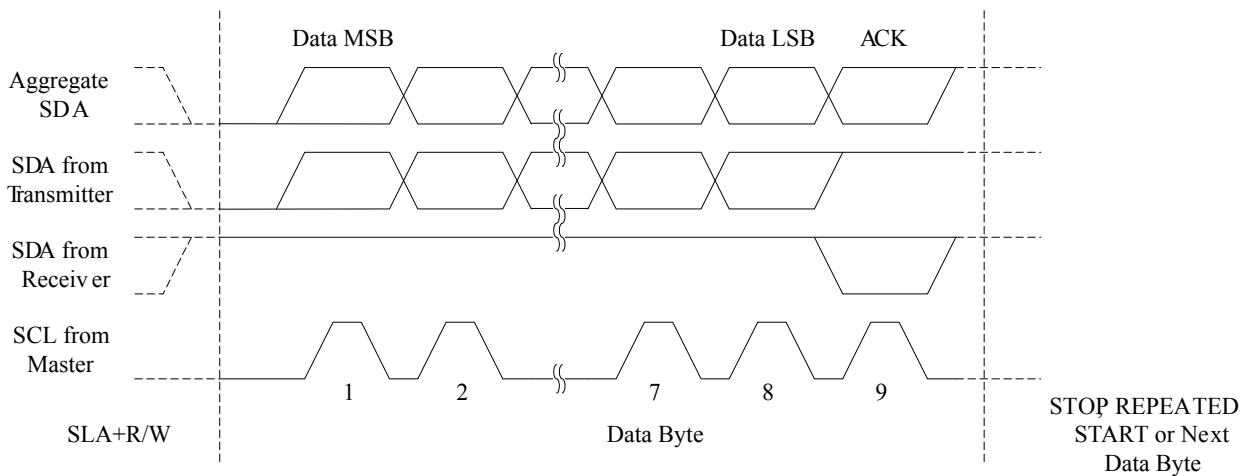 Data MSB
Data LSB
ACK
Aggregate
SDA
SDA from
Transmitter
SDA from
Receiver
SCL from
Master
1
2
7
8
9
SLA+R/W
Data Byte
STOP, REPEATED
START or Next
Data Byte